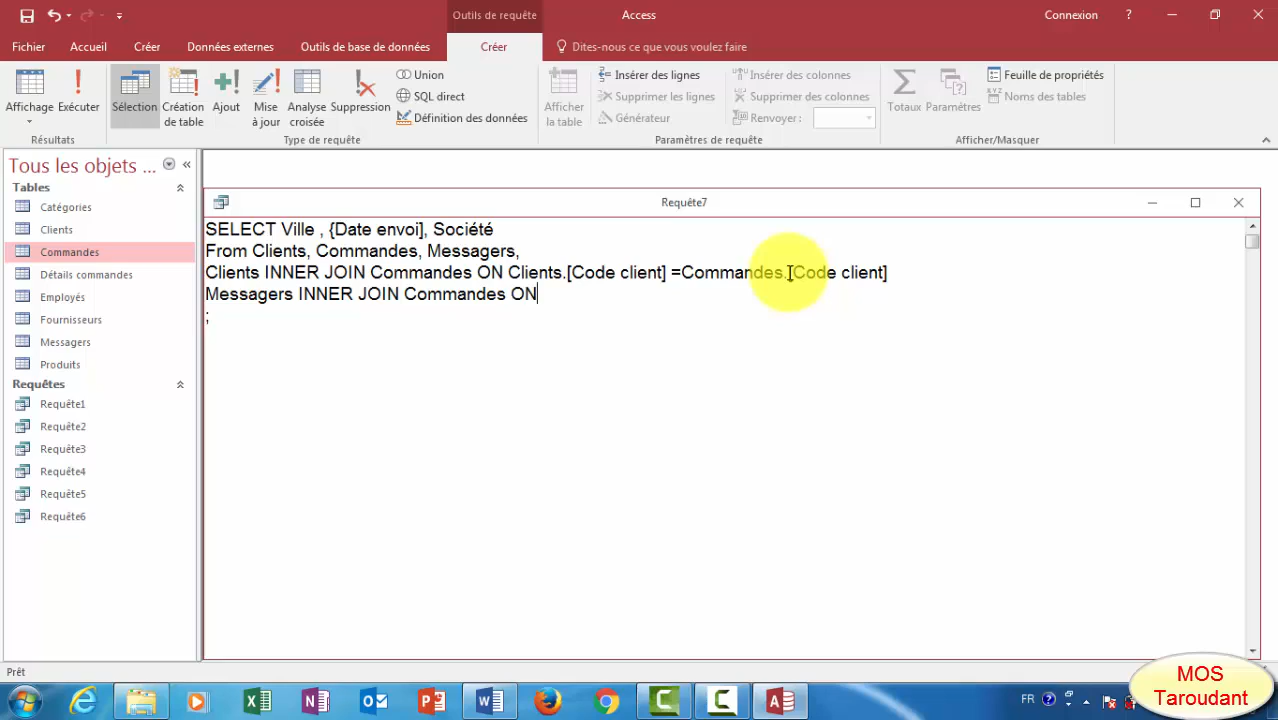 Outils de requête
Access
Connexion
?
Fichier
Accueil
Créer
Données externes
Outils de base de données
Créer
Dites-nous ce que vous voulez faire
Affichage
Exécuter
Sélection
Création de table
Ajout
Mise à jour
Analyse croisée
Suppression
Union
SQL direct
Définition des données
Afficher la table
Insérer des lignes
Supprimer les lignes
Générateur
Insérer des colonnes
Supprimer des colonnes
Renvoyer :
Totaux
Paramètres
Feuille de propriétés
Noms des tables
Résultats
Type de requête
Paramètres de requête
Afficher/Masquer
Tous les objets ...
Tables
Catégories
Clients
Commandes
Détails commandes
Employés
Fournisseurs
Messagers
Produits
Requêtes
Requête1
Requête2
Requête3
Requête4
Requête5
Requête6
Requête7
SELECT Ville , {Date envoi], Société
From Clients, Commandes, Messagers,
Clients INNER JOIN Commandes ON Clients.[Code client] =Commandes.[Code client]
Messagers INNER JOIN Commandes ON
;
Prêt
FR
MOS
Taroudant